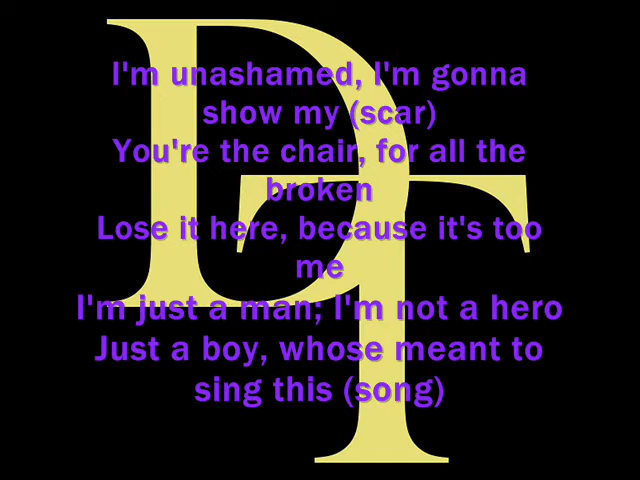 I'm unashamed, I'm gonna
show my (scar)
You're the chair, for all the
broken
Lose it here, because it's too
me
I'm just a man; I'm not a hero
Just a boy, whose meant to
sing this (song)
DT